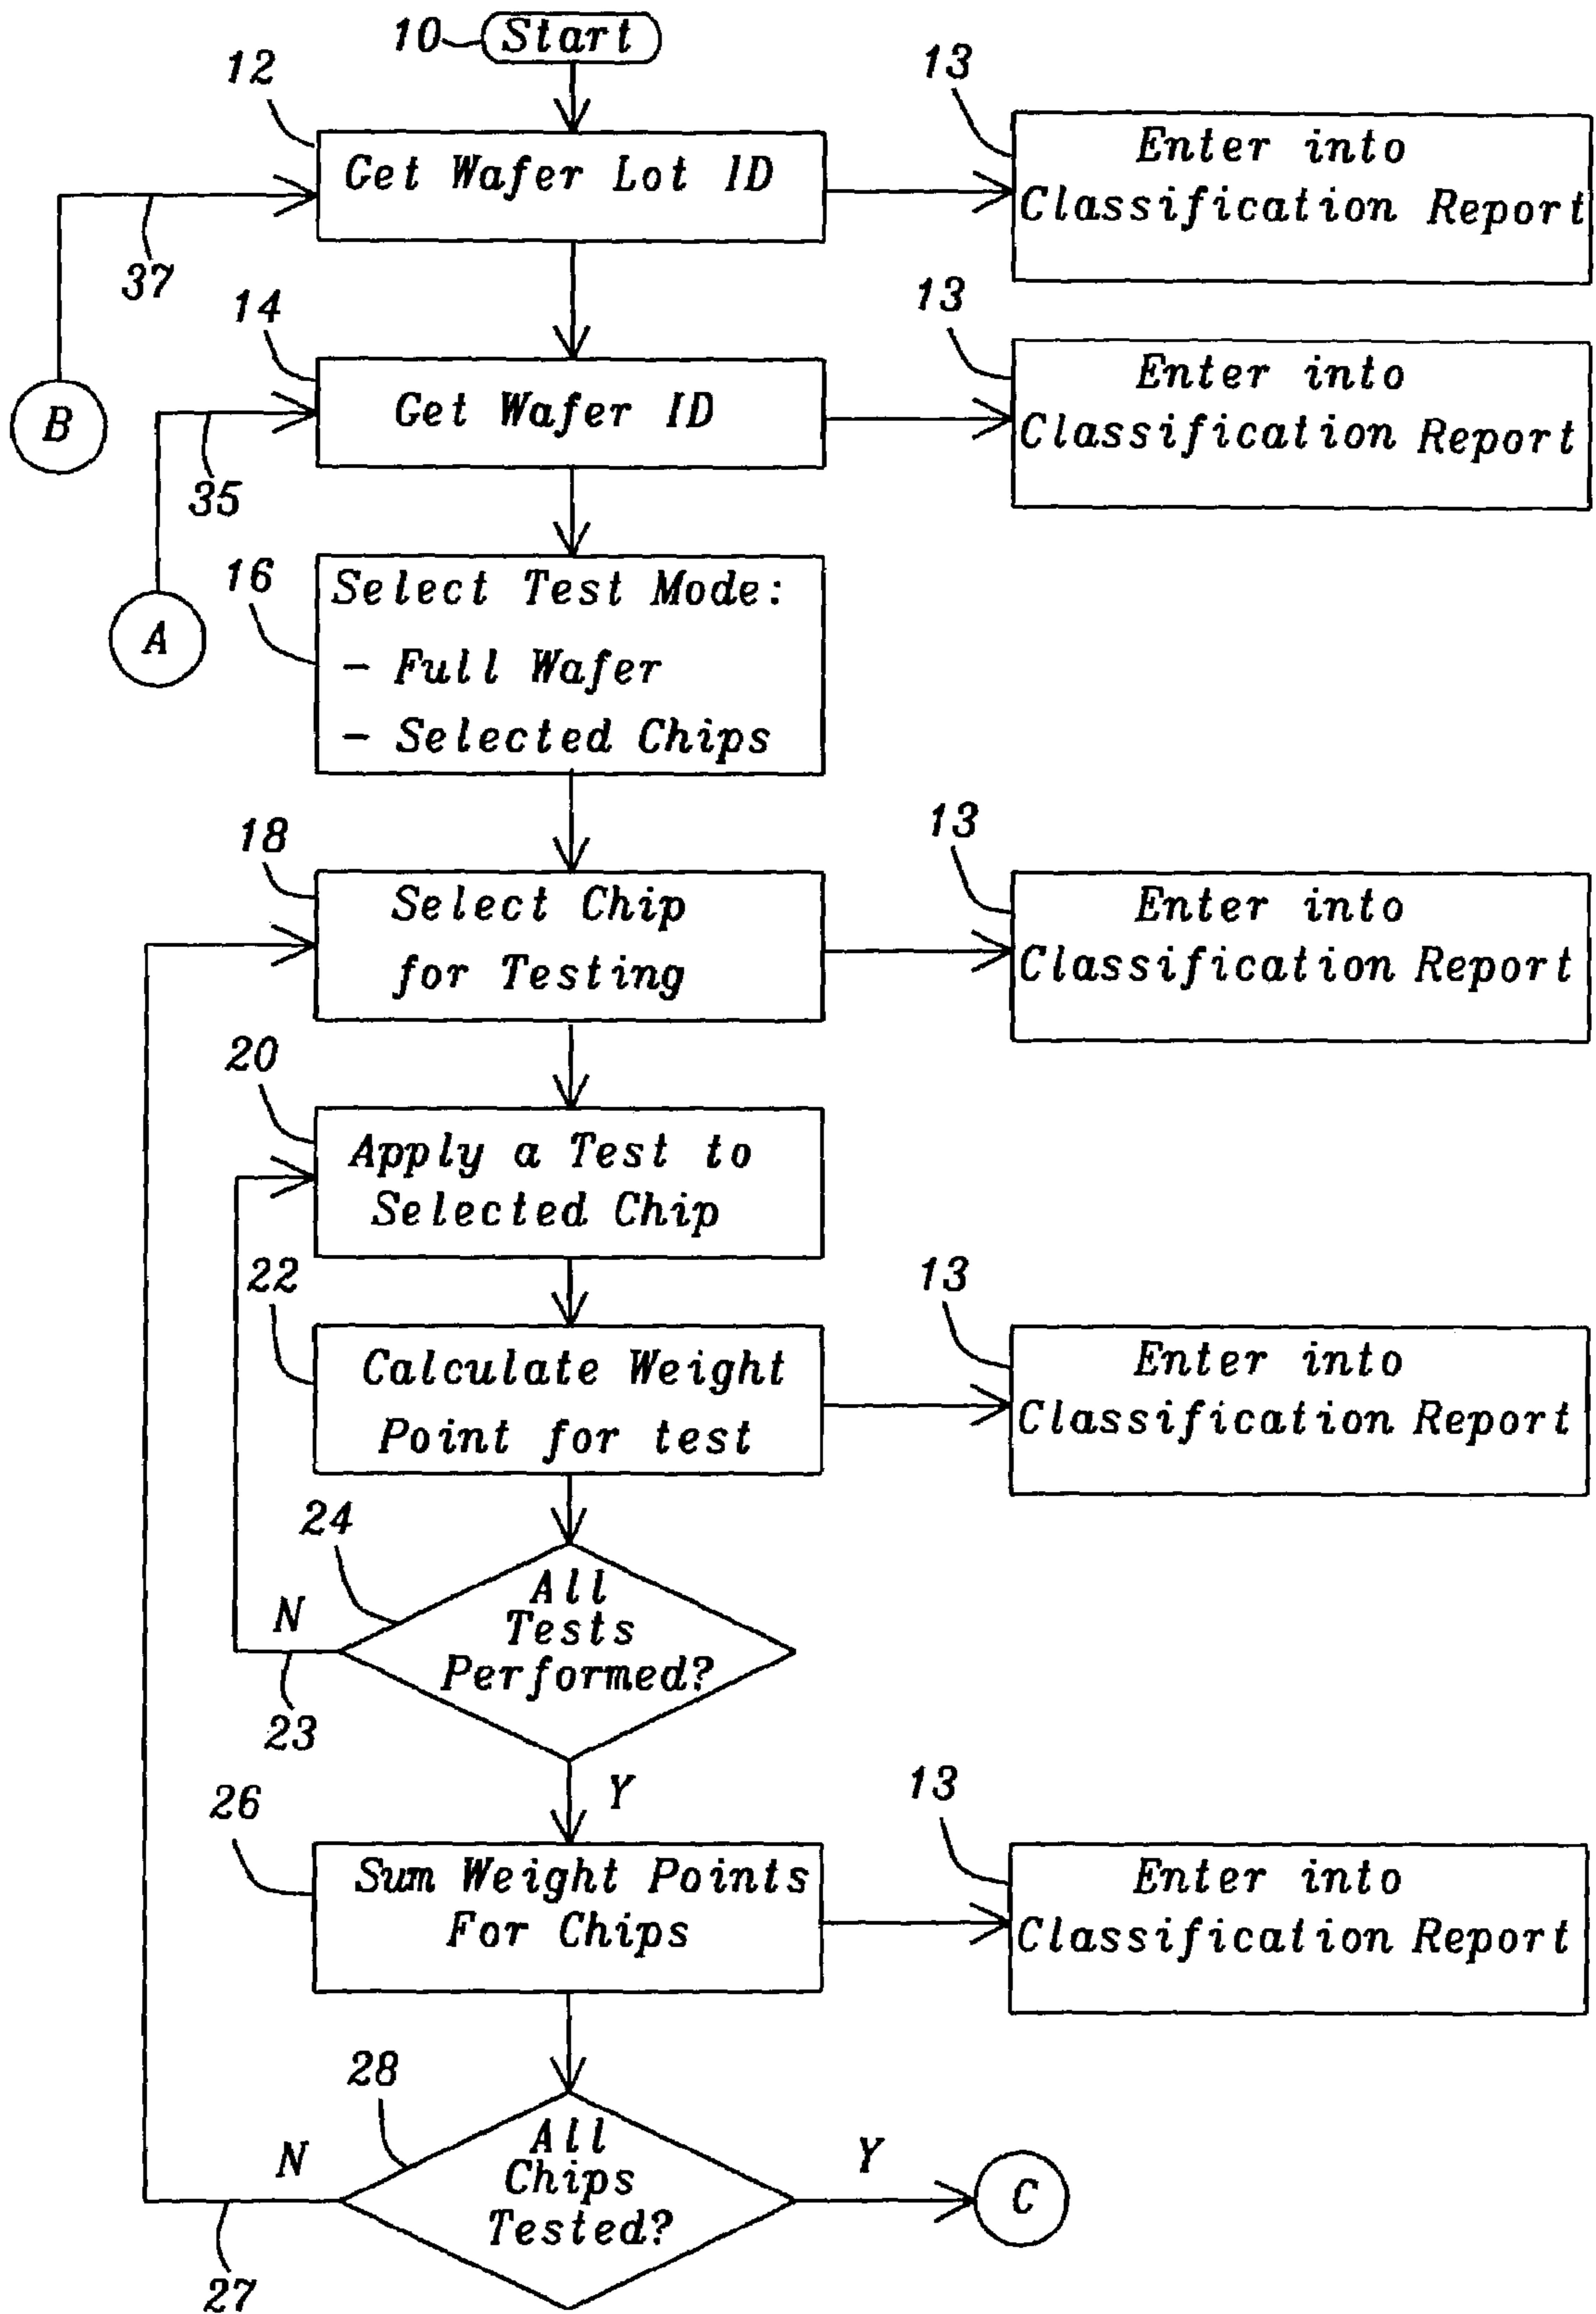 10 Start
12
13
Get Wafer Lot ID
Enter into
Classification Report
37
14
13
B
Get Wafer ID
Enter into
Classification Report
35
16
A
Select Test Mode:
- Full Wafer
- Selected Chips
18
13
Select Chip
for Testing
Enter into
Classification Report
20
Apply a Test to
Selected Chip
22
13
Calculate Weight
Point for test
Enter into
Classification Report
24
All
Tests
Performed?
N
23
Y
26
13
Sum Weight Points
For Chips
Enter into
Classification Report
28
All
Chips
Tested?
N
27
Y
C